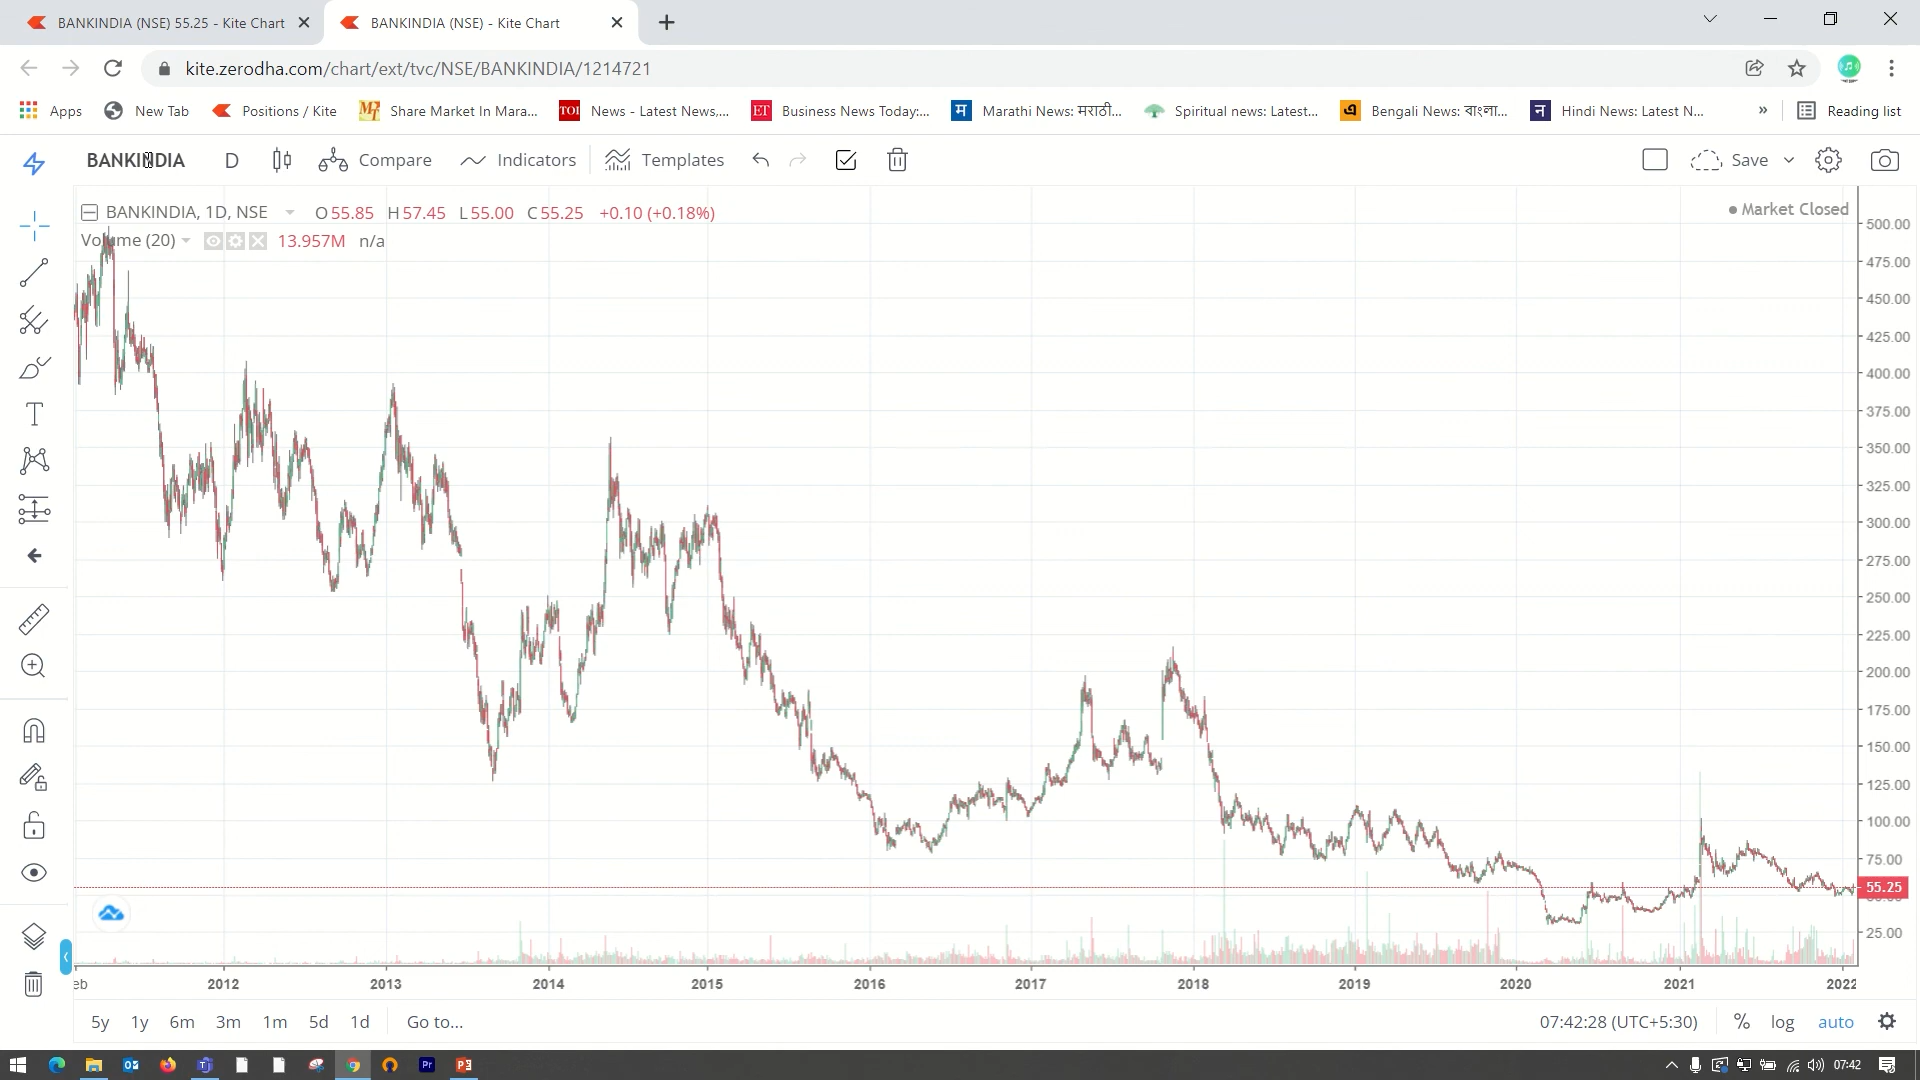 BANKINDIA (NSE) 55.25 - Kite Chart
BANKINDIA (NSE) - Kite Chart
kite.zerodha.com/chart/ext/tvc/NSE/BANKINDIA/1214721
Apps New Tab Positions / Kite Share Market In Mara... News - Latest News,... Business News Today:... Marathi News: मराठी... Spiritual news: Latest... Bengali News: বাংলা... Hindi News: Latest N... » Reading list
BANKINDIA D Compare Indicators Templates Save
BANKINDIA, 1D, NSE O55.85 H57.45 L55.00 C55.25 +0.10 (+0.18%)
Market Closed
Volume (20) 13.957M n/a
500.00
475.00
450.00
425.00
400.00
375.00
350.00
325.00
300.00
275.00
250.00
225.00
200.00
175.00
150.00
125.00
100.00
75.00
55.25
25.00
eb 2012 2013 2014 2015 2016 2017 2018 2019 2020 2021 2022
5y 1y 6m 3m 1m 5d 1d Go to... 07:42:28 (UTC+5:30) % log auto
07:42